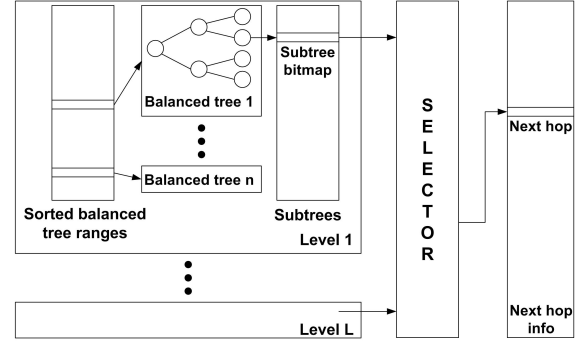 Balanced tree 1
Subtree
bitmap
Balanced tree n
Sorted balanced
tree ranges
Subtrees
Level 1
Level L
SELECTOR
Next hop
Next hop
info